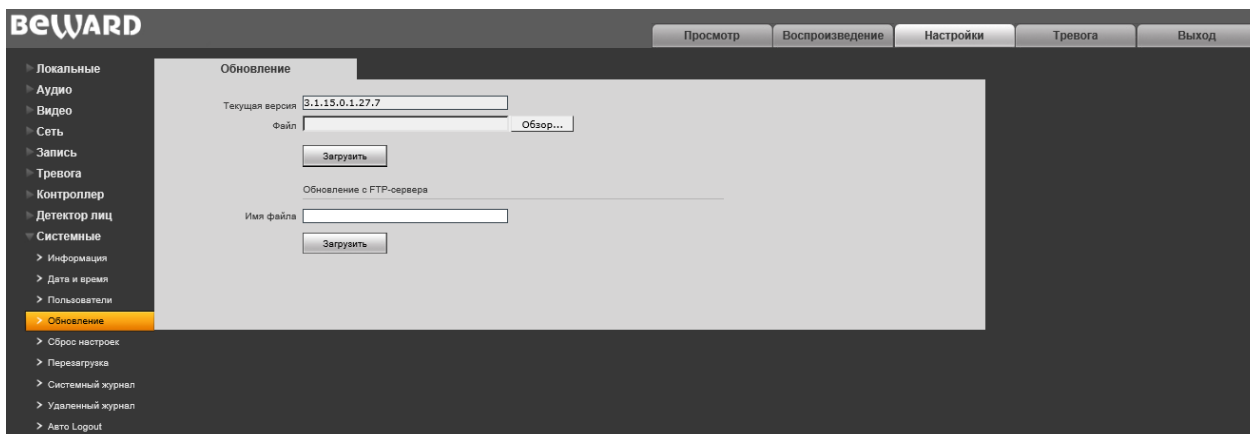 BEWARD
Просмотр Воспроизведение Настройки Тревога Выход
Локальные
Аудио
Видео
Сеть
Запись
Тревога
Контроллер
Детектор лиц
Системные
Информация
Дата и время
Пользователи
Обновление
Сброс настроек
Перезагрузка
Системный журнал
Удаленный журнал
Авто Logout
Обновление
Текущая версия 3.1.15.0.1.27.7
Файл Обзор...
Загрузить
Обновление с FTP-сервера
Имя файла
Загрузить